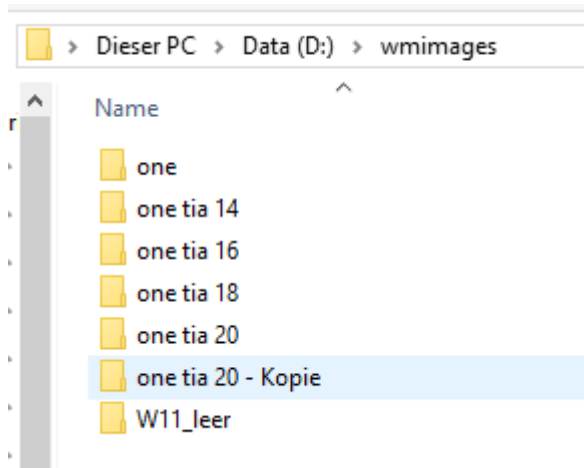 Dieser PC > Data (D:) > wmimages
Name
one
one tia 14
one tia 16
one tia 18
one tia 20
one tia 20 - Kopie
W11_leer